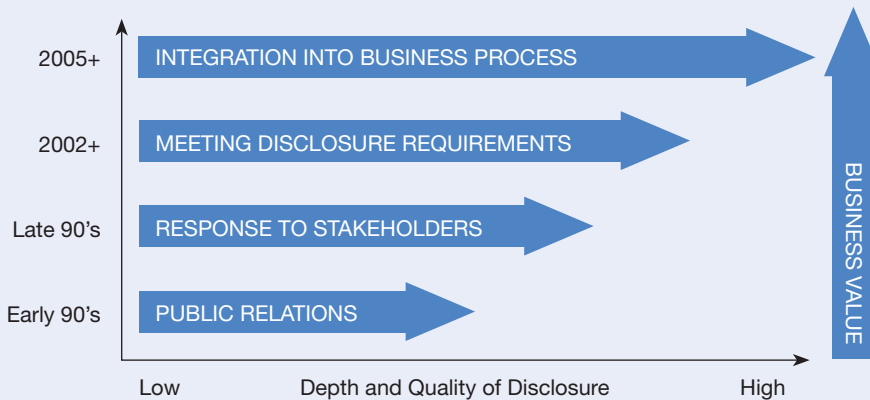 2005+
INTEGRATION INTO BUSINESS PROCESS
2002+
MEETING DISCLOSURE REQUIREMENTS
Late 90’s
RESPONSE TO STAKEHOLDERS
Early 90’s
PUBLIC RELATIONS
Low
Depth and Quality of Disclosure
High
BUSINESS VALUE